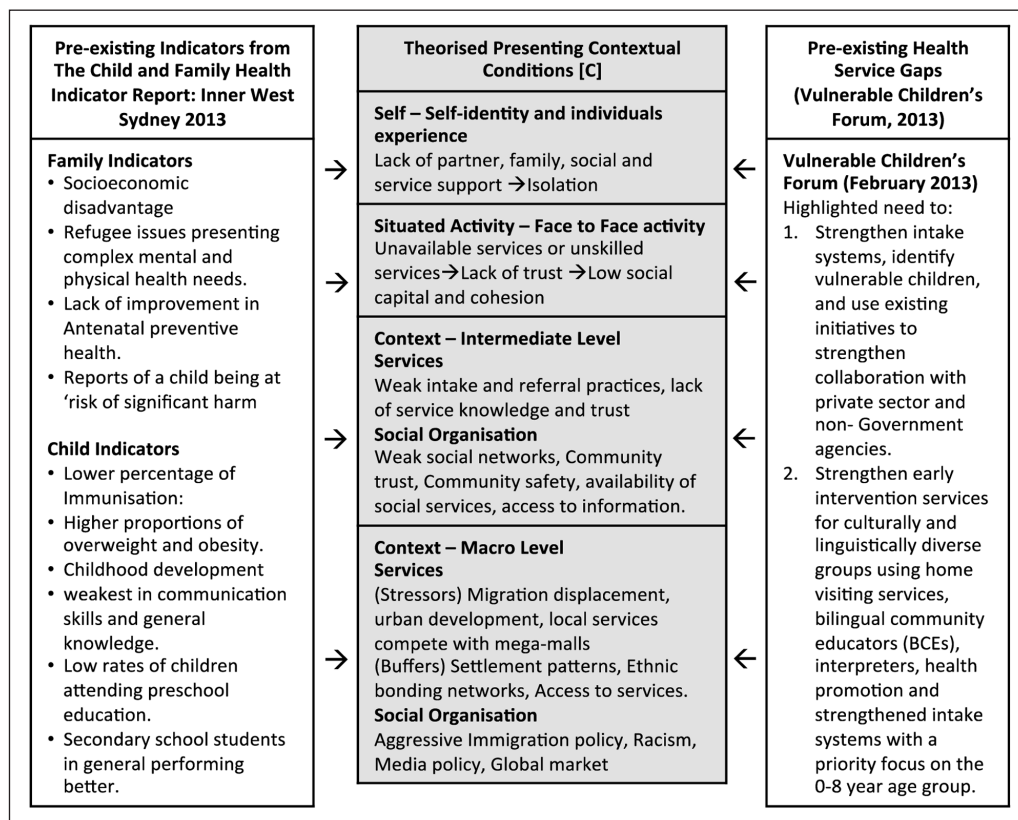 Pre-existing Indicators from
The Child and Family Health
Indicator Report: Inner West
Sydney 2013
Family Indicators
• Socioeconomic
disadvantage
• Refugee issues presenting
complex mental and
physical health needs.
• Lack of improvement in
Antenatal preventive
health.
• Reports of a child being at
‘risk of significant harm
Child Indicators
• Lower percentage of
Immunisation:
• Higher proportions of
overweight and obesity.
• Childhood development
• weakest in communication
skills and general
knowledge.
• Low rates of children
attending preschool
education.
• Secondary school students
in general performing
better.
→
→
→
→
Theorised Presenting Contextual
Conditions [C]
Self – Self-identity and individuals
experience
Lack of partner, family, social and
service support →Isolation
Situated Activity – Face to Face activity
Unavailable services or unskilled
services→Lack of trust →Low social
capital and cohesion
Context – Intermediate Level
Services
Weak intake and referral practices, lack
of service knowledge and trust
Social Organisation
Weak social networks, Community
trust, Community safety, availability of
social services, access to information.
Context – Macro Level
Services
(Stressors) Migration displacement,
urban development, local services
compete with mega-malls
(Buffers) Settlement patterns, Ethnic
bonding networks, Access to services.
Social Organisation
Aggressive Immigration policy, Racism,
Media policy, Global market
←
←
←
←
Pre-existing Health
Service Gaps
(Vulnerable Children’s
Forum, 2013)
Vulnerable Children’s
Forum (February 2013)
Highlighted need to:
1. Strengthen intake
systems, identify
vulnerable children,
and use existing
initiatives to
strengthen
collaboration with
private sector and
non- Government
agencies.
2. Strengthen early
intervention services
for culturally and
linguistically diverse
groups using home
visiting services,
bilingual community
educators (BCEs),
interpreters, health
promotion and
strengthened intake
systems with a
priority focus on the
0-8 year age group.